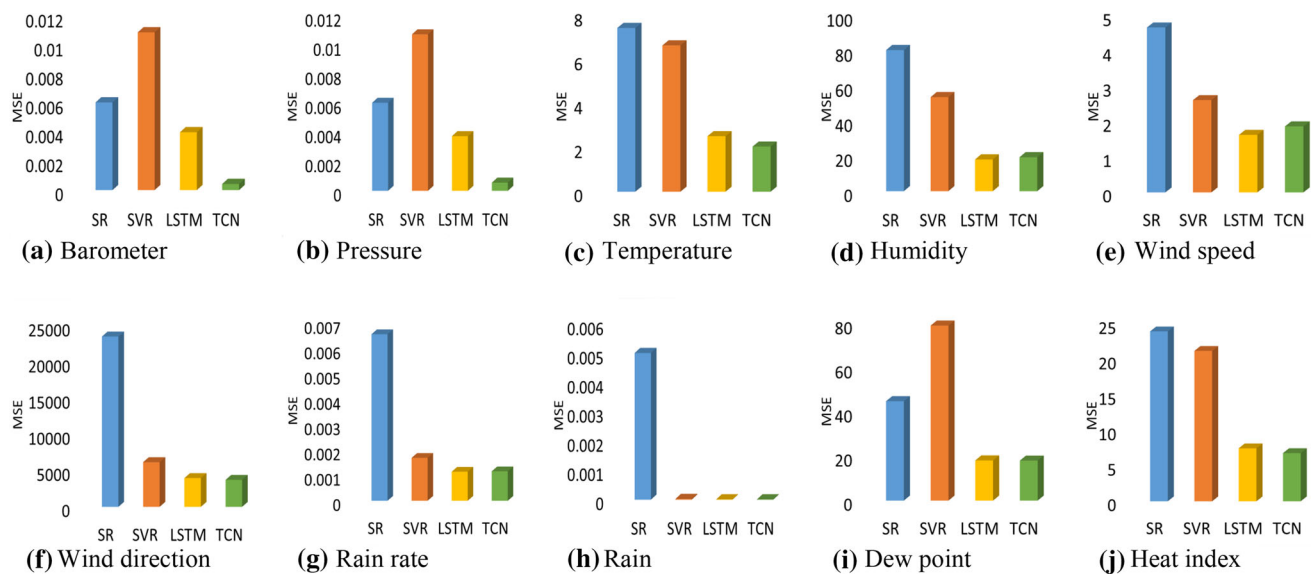 MSE
0.012
0.01
0.008
0.006
0.004
0.002
0
SR SVR LSTM TCN
(a) Barometer
MSE
0.012
0.01
0.008
0.006
0.004
0.002
0
SR SVR LSTM TCN
(b) Pressure
MSE
8
6
4
2
0
SR SVR LSTM TCN
(c) Temperature
MSE
100
80
60
40
20
0
SR SVR LSTM TCN
(d) Humidity
MSE
5
4
3
2
1
0
SR SVR LSTM TCN
(e) Wind speed
MSE
25000
20000
15000
10000
5000
0
SR SVR LSTM TCN
(f) Wind direction
MSE
0.007
0.006
0.005
0.004
0.003
0.002
0.001
0
SR SVR LSTM TCN
(g) Rain rate
MSE
0.006
0.005
0.004
0.003
0.002
0.001
0
SR SVR LSTM TCN
(h) Rain
MSE
80
60
40
20
0
SR SVR LSTM TCN
(i) Dew point
MSE
25
20
15
10
5
0
SR SVR LSTM TCN
(j) Heat index